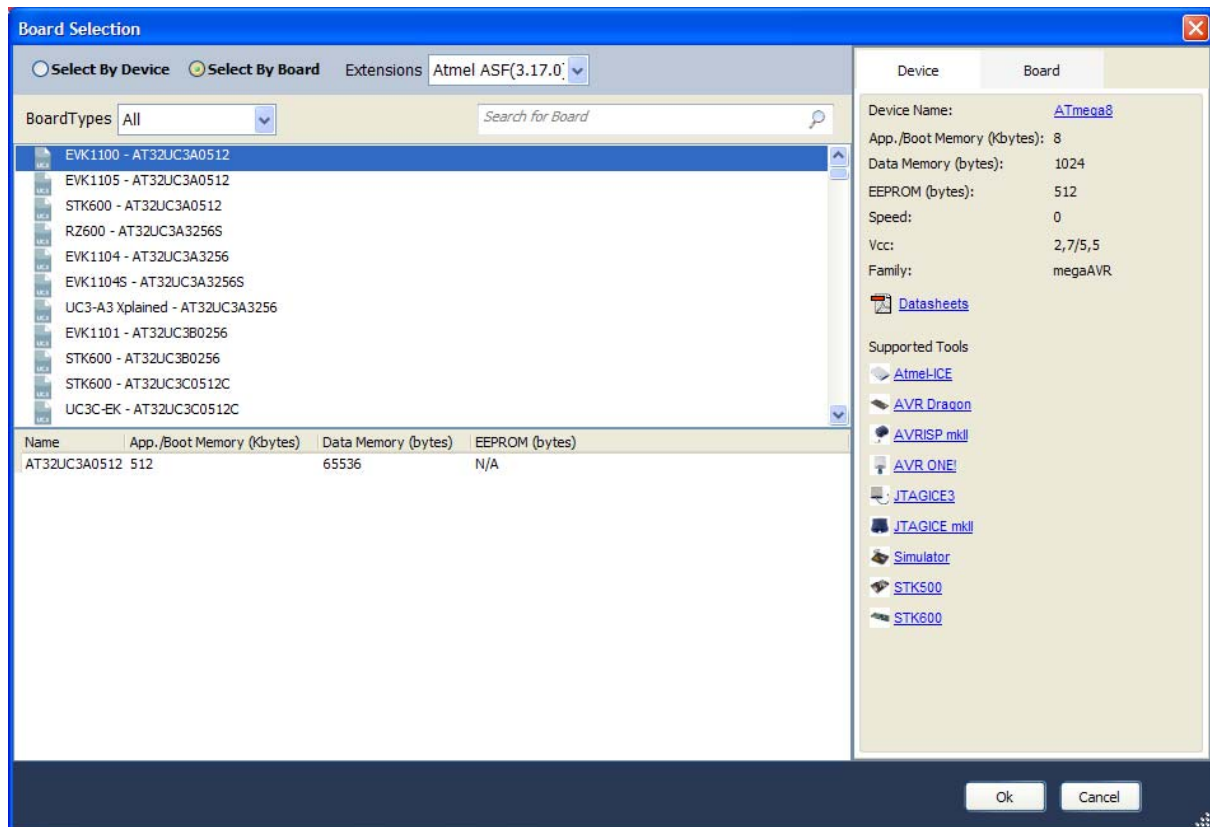 Board Selection
Select By Device Select By Board Extensions Atmel ASF(3.17.0)
BoardTypes All Search for Board
EVK1100 - AT32UC3A0512
EVK1105 - AT32UC3A0512
STK600 - AT32UC3A0512
RZ600 - AT32UC3A3256S
EVK1104 - AT32UC3A3256
EVK1104S - AT32UC3A3256S
UC3-A3 Xplained - AT32UC3A3256
EVK1101 - AT32UC3B0256
STK600 - AT32UC3B0256
STK600 - AT32UC3C0512C
UC3C-EK - AT32UC3C0512C
Name App./Boot Memory (Kbytes) Data Memory (bytes) EEPROM (bytes)
AT32UC3A0512 512 65536 N/A
Device Board
Device Name: ATmega8
App./Boot Memory (Kbytes): 8
Data Memory (bytes): 1024
EEPROM (bytes): 512
Speed: 0
Vcc: 2,7/5,5
Family: megaAVR
Datasheets
Supported Tools
Atmel-ICE
AVR Dragon
AVRISP mkII
AVR ONE!
JTAGICE3
JTAGICE mkII
Simulator
STK500
STK600
Ok Cancel